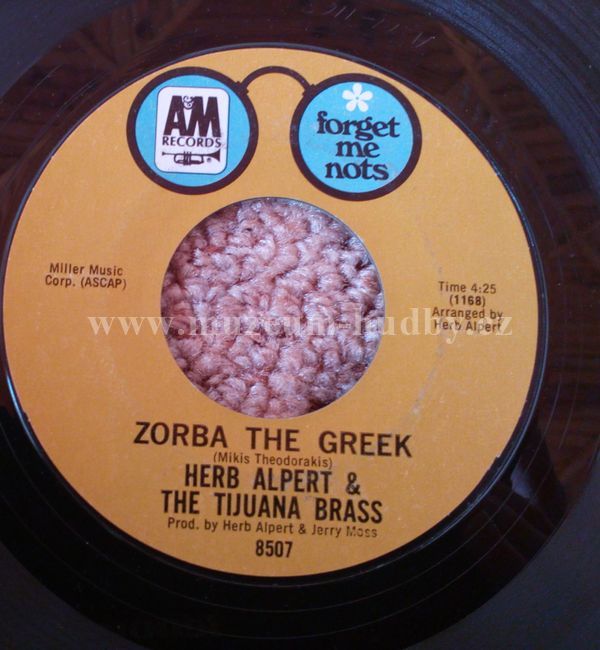 A&M
RECORDS
forget
me
nots
Miller Music
Corp. (ASCAP)
Time 4:25
(1168)
Arranged by
Herb Alpert
www.muzeum-hudby.cz
ZORBA THE GREEK
(Mikis Theodorakis)
HERB ALPERT &
THE TIJUANA BRASS
Prod. by Herb Alpert & Jerry Moss
8507